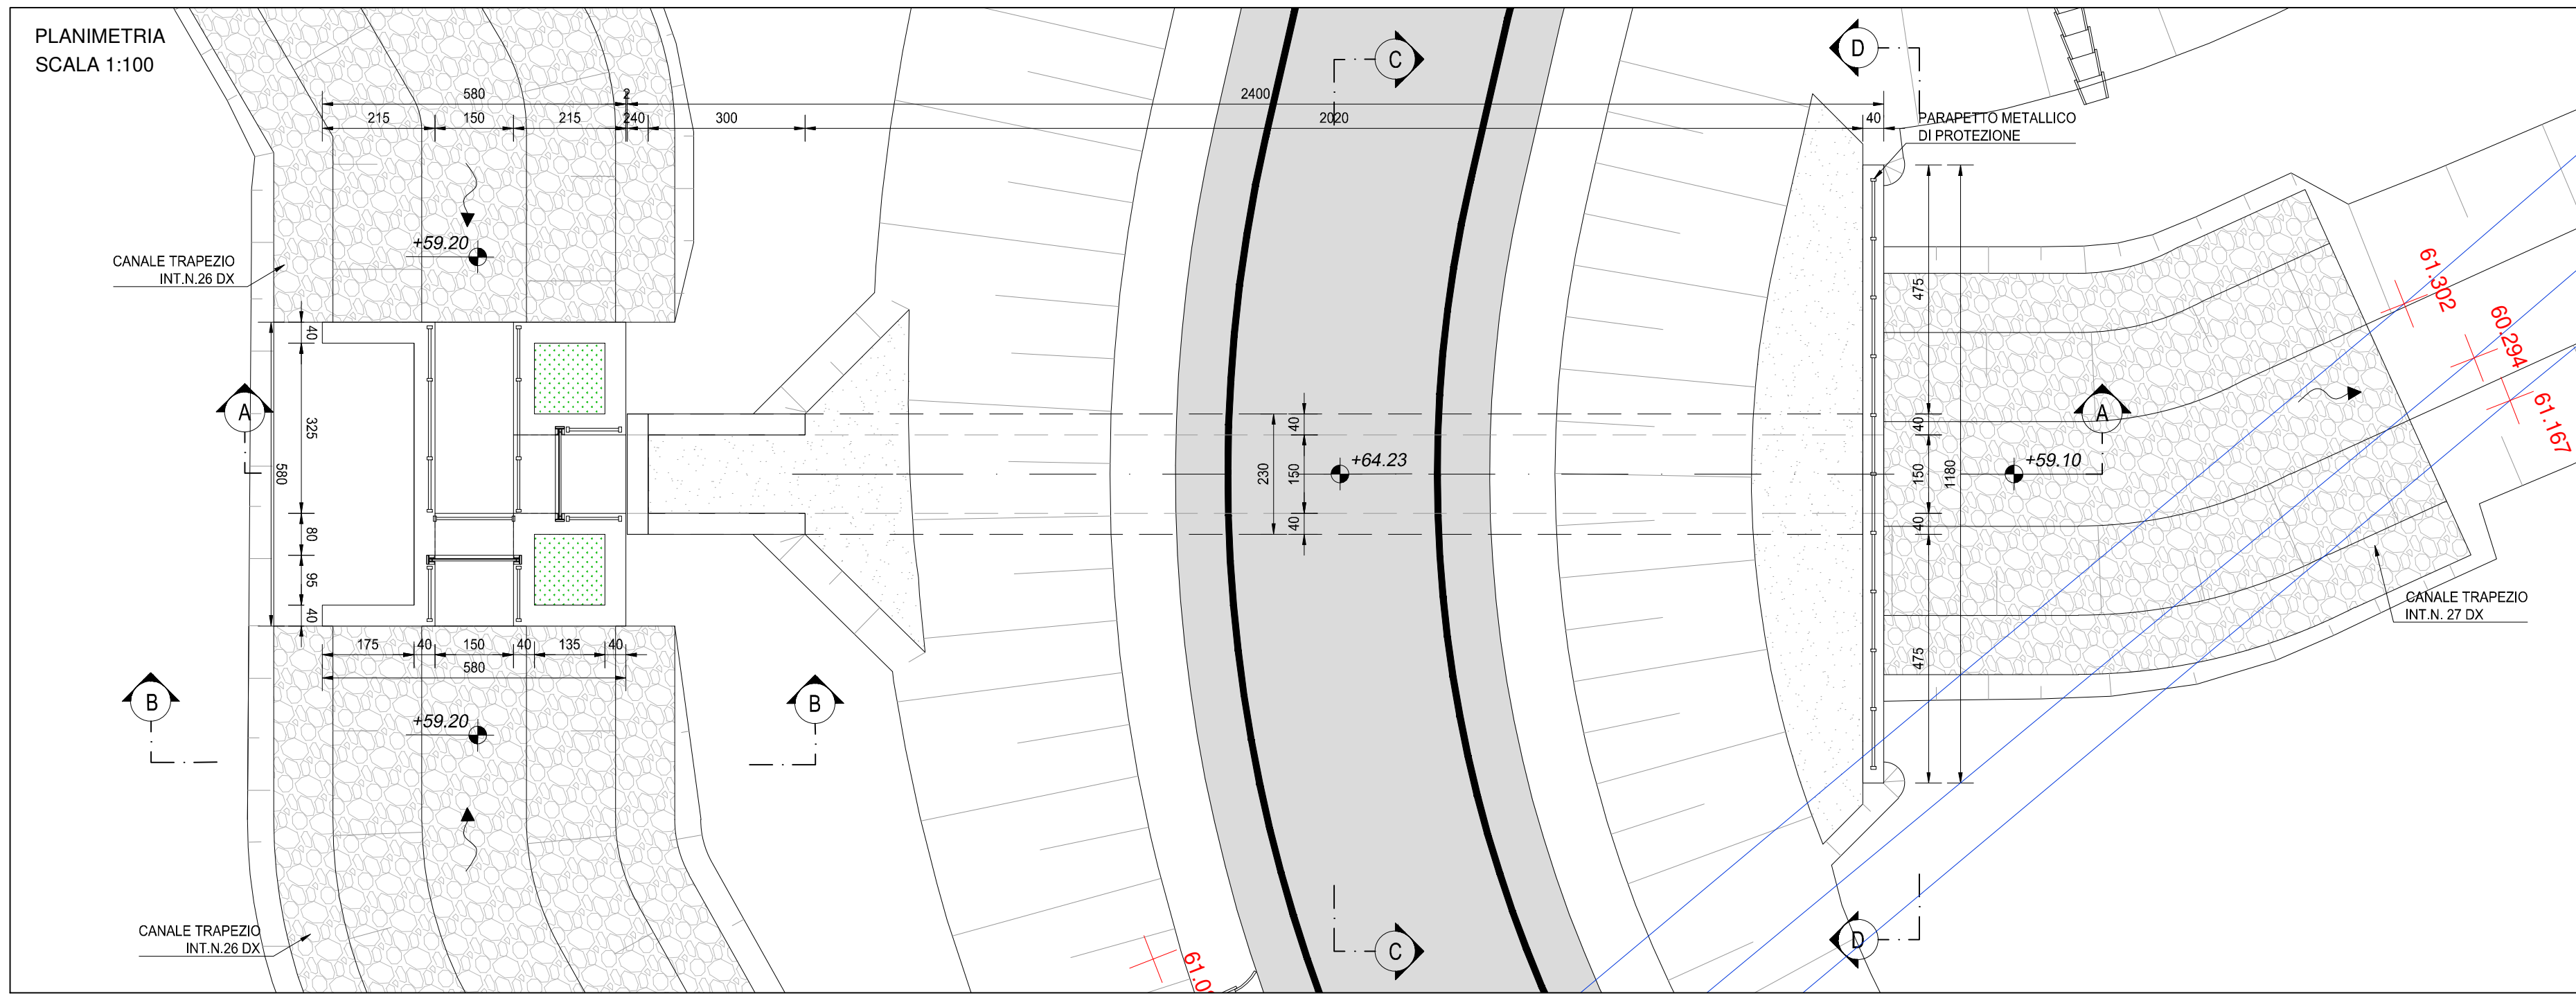 PLANIMETRIA
SCALA 1:100
C
D
580
2
2400
215
150
215
240
300
2020
40
PARAPETTO METALLICO
DI PROTEZIONE
+59.20
CANALE TRAPEZIO
INT.N.26 DX
475
61.302
60.294
61.167
40
325
580
80
95
40
A
230
40
150
40
+64.23
40
150
40
1180
+59.10
A
175
40
150
40
135
40
580
475
CANALE TRAPEZIO
INT.N. 27 DX
B
B
+59.20
CANALE TRAPEZIO
INT.N.26 DX
C
D